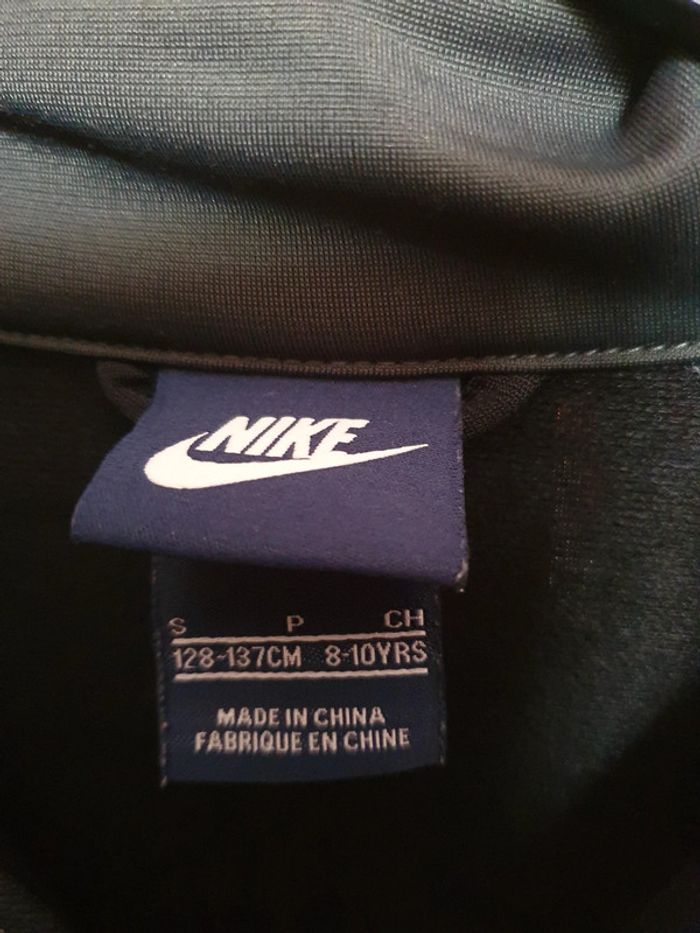 NIKE
S P CH
128-137CM 8-10YRS
MADE IN CHINA
FABRIQUE EN CHINE